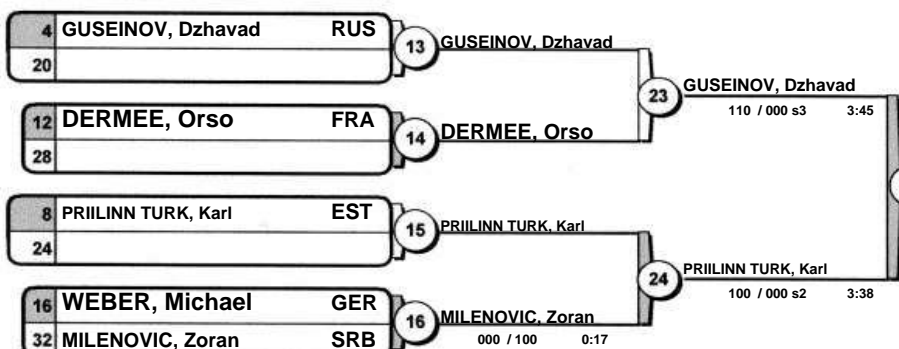 4 GUSEINOV, Dzhavad RUS
20
13
GUSEINOV, Dzhavad
12 DERMEE, Orso FRA
28
14
DERMEE, Orso
23
GUSEINOV, Dzhavad
110 / 000 s3 3:45
8 PRIILINN TURK, Karl EST
24
15
PRIILINN TURK, Karl
16 WEBER, Michael GER
32 MILENOVIC, Zoran SRB
16
MILENOVIC, Zoran
000 / 100 0:17
24
PRIILINN TURK, Karl
100 / 000 s2 3:38